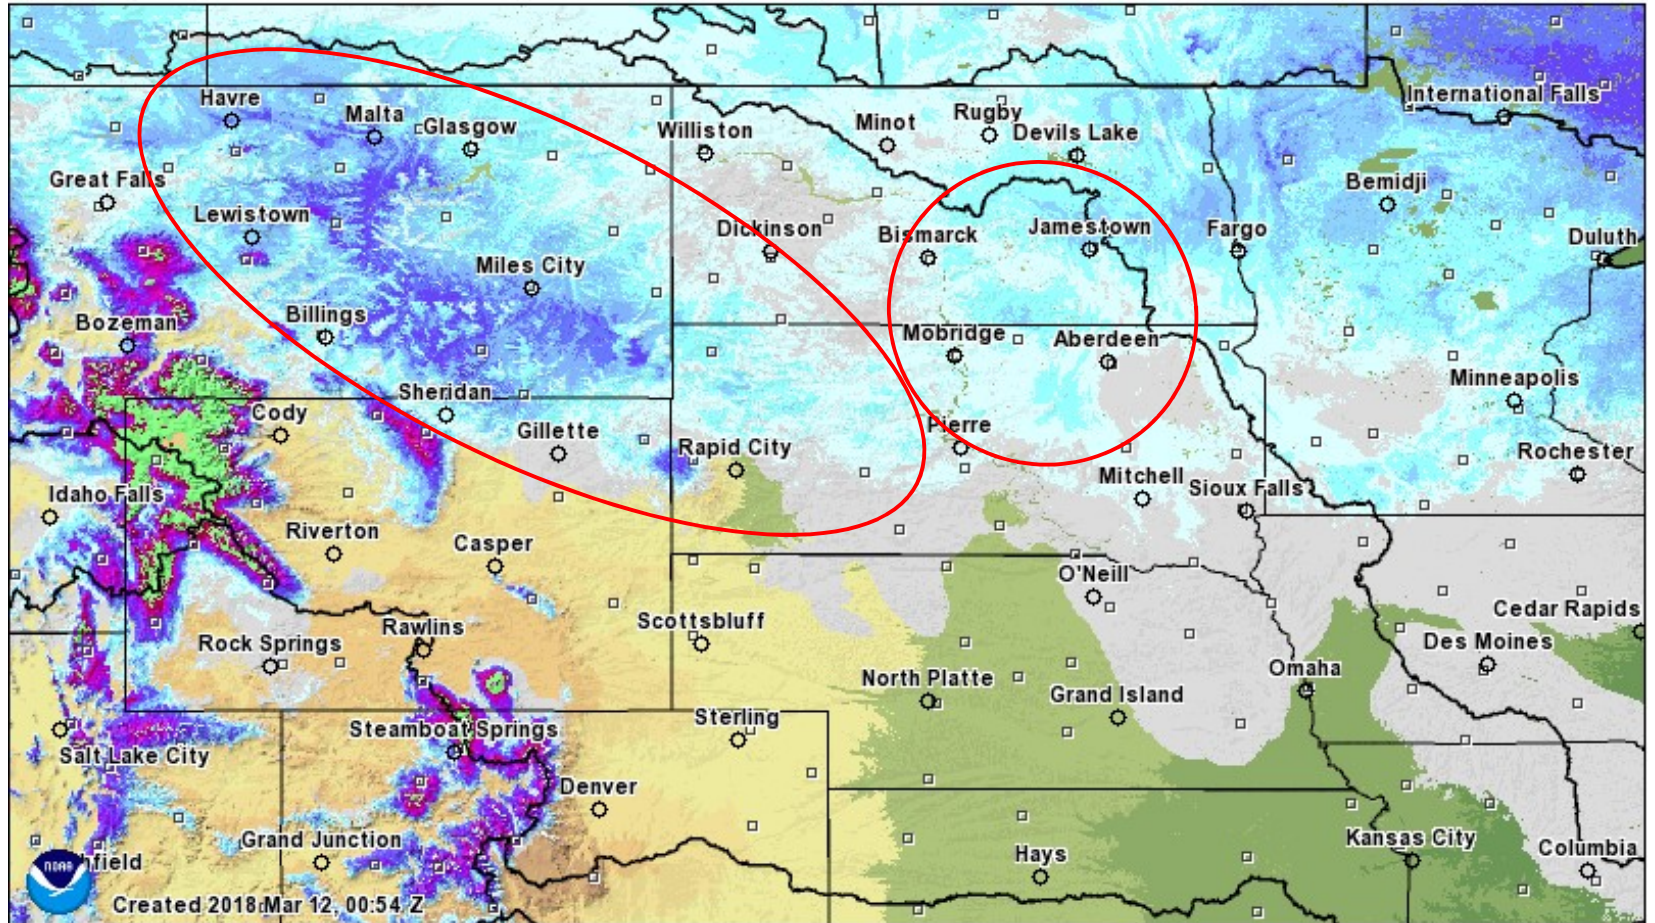 Havre
Malta
Glasgow
Williston
Minot
Rugby
Devils Lake
International Falls
Great Falls
Lewistown
Dickinson
Bismarck
Jamestown
Fargo
Bemidji
Duluth
Miles City
Billings
Bozeman
Mobridge
Aberdeen
Minneapolis
Sheridan
Cody
Gillette
Rapid City
Pierre
Rochester
Mitchell
Sioux Falls
Idaho Falls
Riverton
Casper
O'Neill
Scottsbluff
Cedar Rapids
Rock Springs
Rawlins
Des Moines
North Platte
Grand Island
Omaha
Steamboat Springs
Sterling
Salt Lake City
Denver
Grand Junction
Hays
Kansas City
Columbia
NOAA
hfield
Created 2018 Mar 12, 00:54 Z